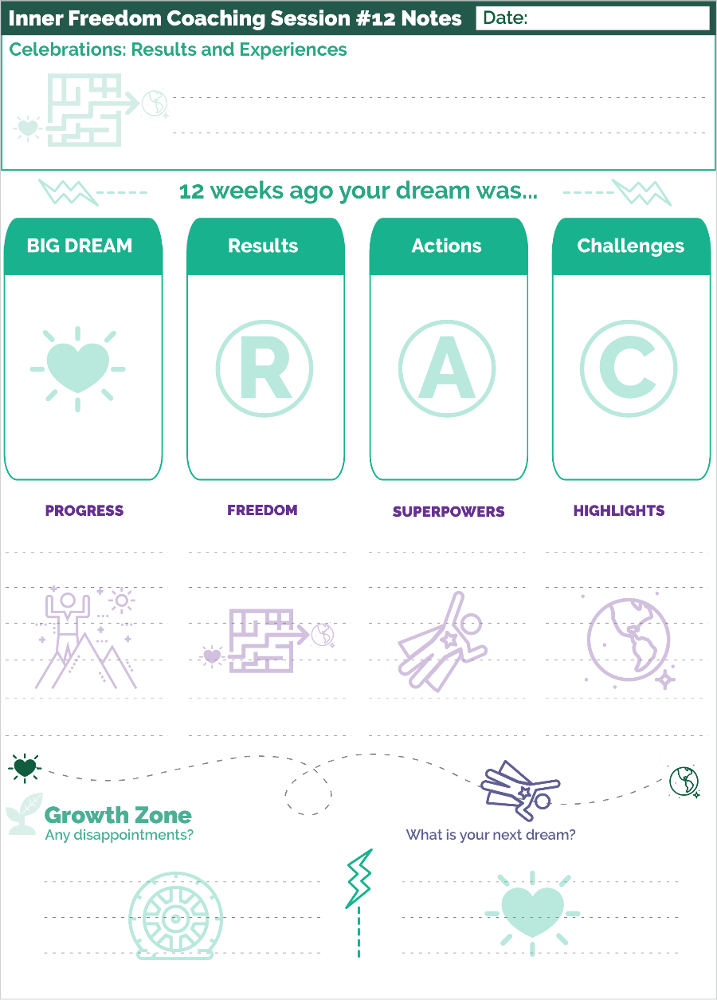 Inner Freedom Coaching Session #12 Notes
Date:
Celebrations: Results and Experiences
12 weeks ago your dream was...
BIG DREAM
Results
Actions
Challenges
R
A
C
PROGRESS
FREEDOM
SUPERPOWERS
HIGHLIGHTS
Growth Zone
Any disappointments?
What is your next dream?